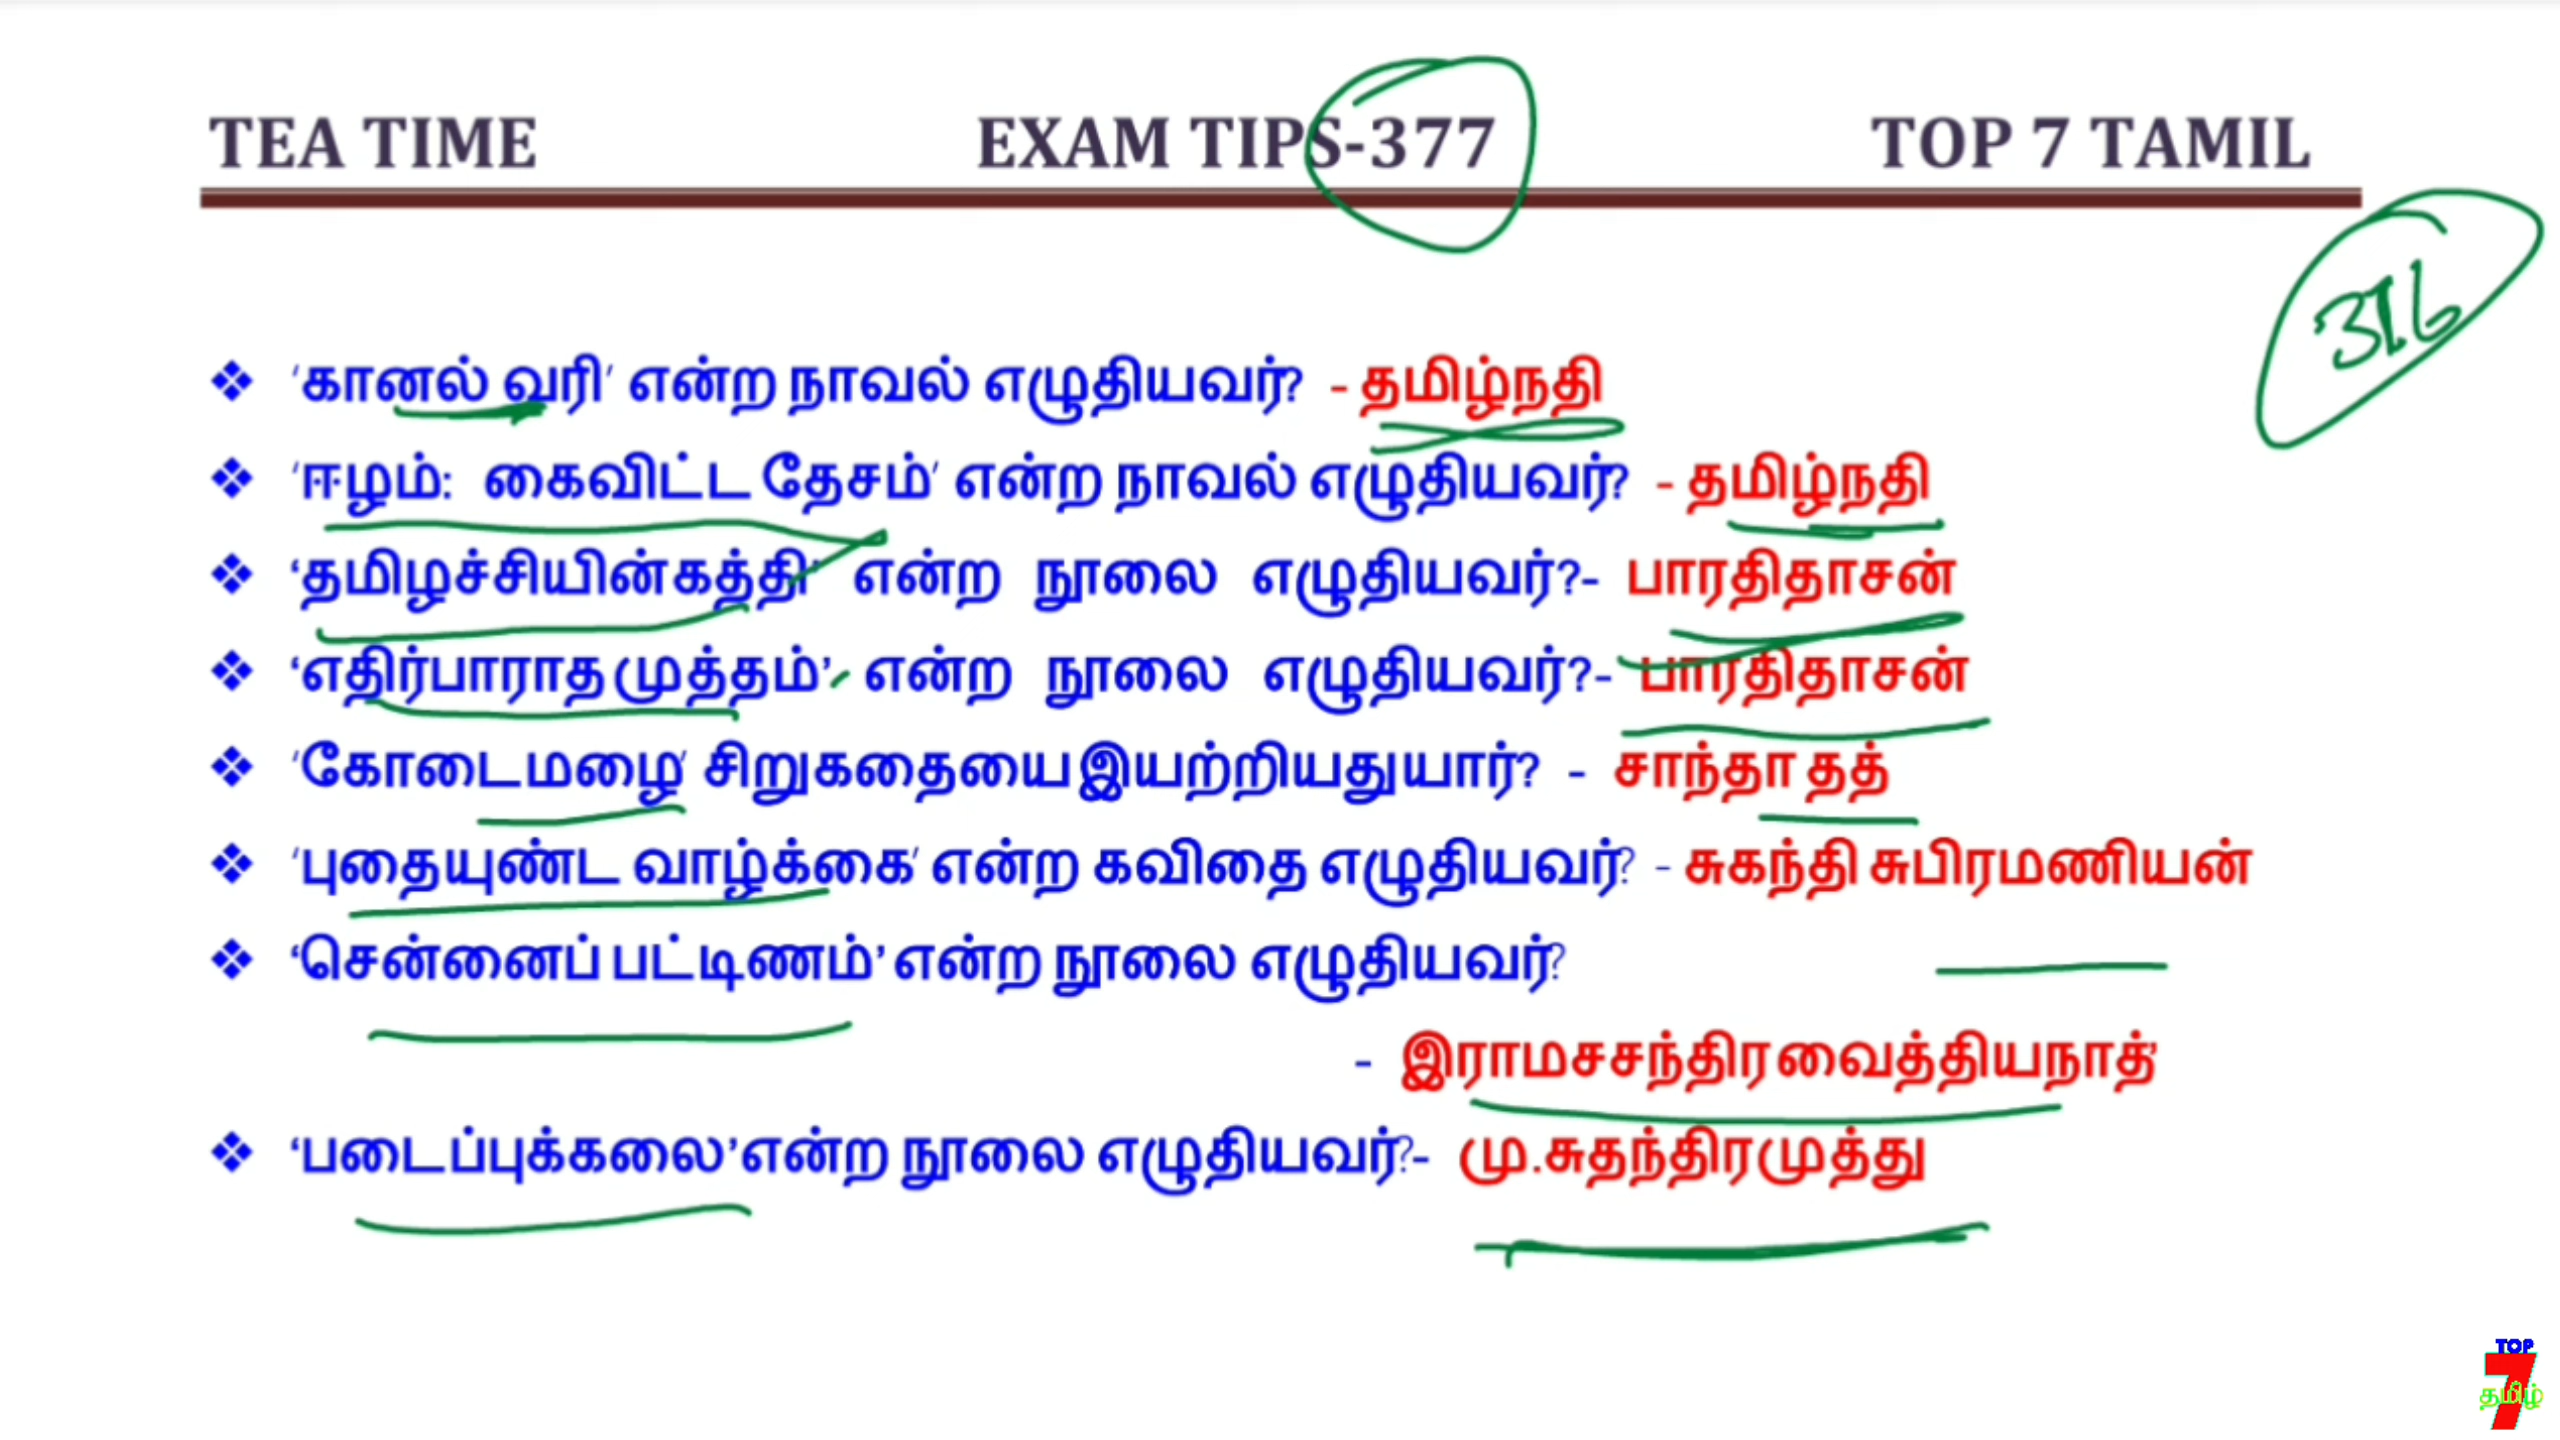 TEA TIME EXAM TIPS-377 TOP 7 TAMIL
376
❖ 'கானல் வரி' என்ற நாவல் எழுதியவர்? - தமிழ்நதி
❖ 'ஈழம்: கைவிட்ட தேசம்' என்ற நாவல் எழுதியவர்? - தமிழ்நதி
❖ ‘தமிழச்சியின்கத்தி’ என்ற நூலை எழுதியவர்?- பாரதிதாசன்
❖ ‘எதிர்பாராத முத்தம்’ என்ற நூலை எழுதியவர்?- பாரதிதாசன்
❖ 'கோடைமழை' சிறுகதையை இயற்றியது யார்? - சாந்தா தத்
❖ 'புதையுண்ட வாழ்க்கை' என்ற கவிதை எழுதியவர்? - சுகந்தி சுபிரமணியன்
❖ ‘சென்னைப் பட்டிணம்’ என்ற நூலை எழுதியவர்?
- இராமசசந்திர வைத்தியநாத்
❖ ‘படைப்புக்கலை’என்ற நூலை எழுதியவர்?- மு.சுதந்திரமுத்து
TOP
7
தமிழ்